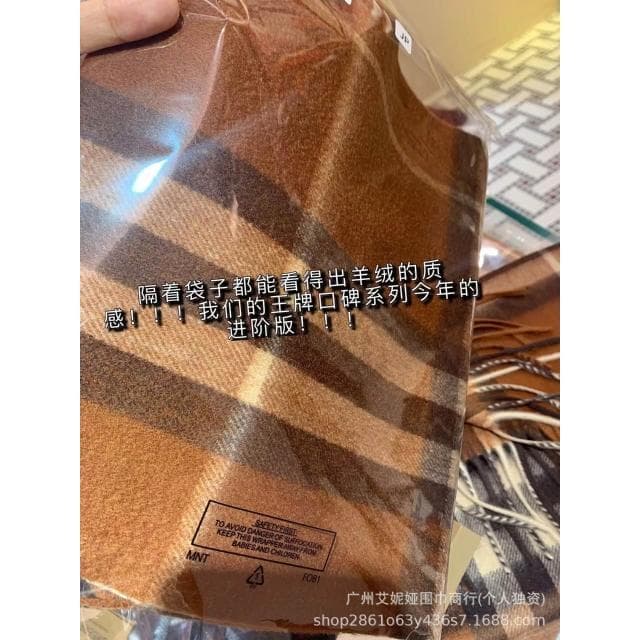 隔着袋子都能看得出羊绒的质
感！！！我们的王牌口碑系列今年的
进阶版！！！
SAFETY FIRST:
TO AVOID DANGER OF SUFFOCATION
KEEP THIS WRAPPER AWAY FROM
BABIES AND CHILDREN.
MNT
FOB1
广州艾妮娅围巾商行(个人独资)
shop2861o63y436s7.1688.com